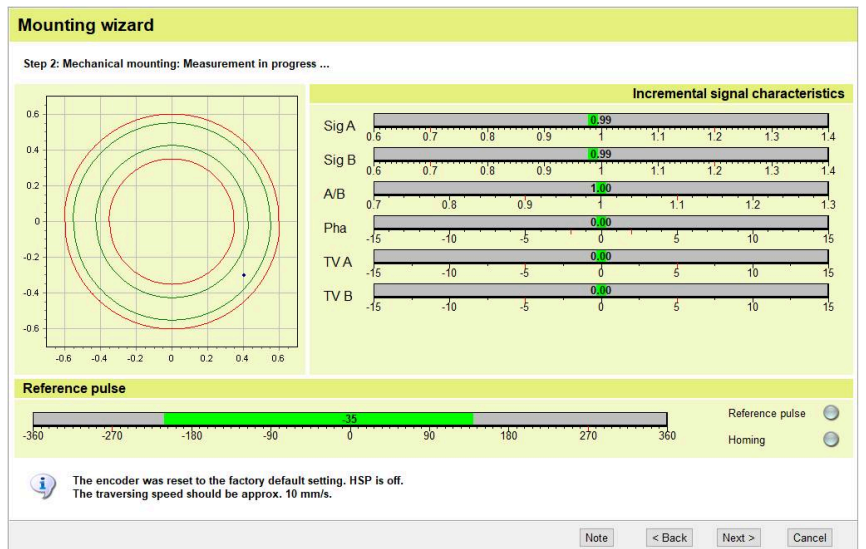 Mounting wizard
Step 2: Mechanical mounting: Measurement in progress ...
Incremental signal characteristics
0.6
0.4
0.2
0
-0.2
-0.4
-0.6
-0.6 -0.4 -0.2 0 0.2 0.4 0.6
Sig A 0.99
0.6 0.7 0.8 0.9 1 1.1 1.2 1.3 1.4
Sig B 0.99
0.6 0.7 0.8 0.9 1 1.1 1.2 1.3 1.4
A/B 1.00
0.7 0.8 0.9 1 1.1 1.2 1.3
Pha 0.00
-15 -10 -5 0 5 10 15
TV A 0.00
-15 -10 -5 0 5 10 15
TV B 0.00
-15 -10 -5 0 5 10 15
Reference pulse
-35
-360 -270 -180 -90 0 90 180 270 360
Reference pulse
Homing
The encoder was reset to the factory default setting. HSP is off.
The traversing speed should be approx. 10 mm/s.
Note < Back Next > Cancel